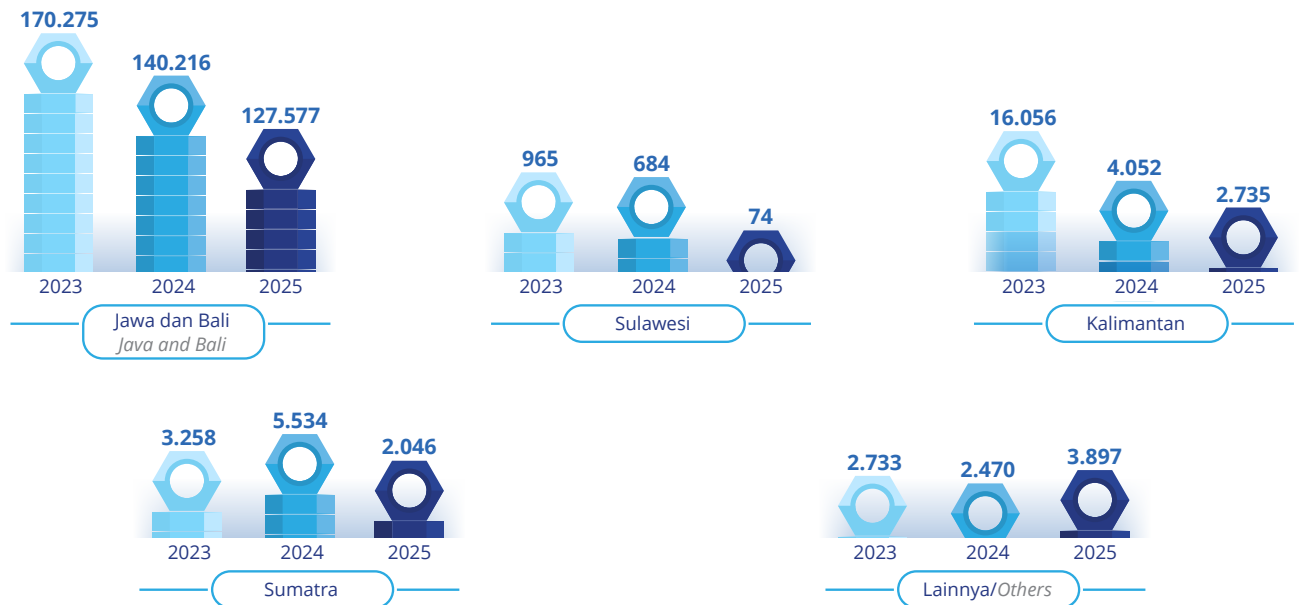 170.275
140.216
127.577
2023 2024 2025
Jawa dan Bali
Java and Bali
965
684
74
2023 2024 2025
Sulawesi
16.056
4.052
2.735
2023 2024 2025
Kalimantan
3.258
5.534
2.046
2023 2024 2025
Sumatra
2.733
2.470
3.897
2023 2024 2025
Lainnya/Others